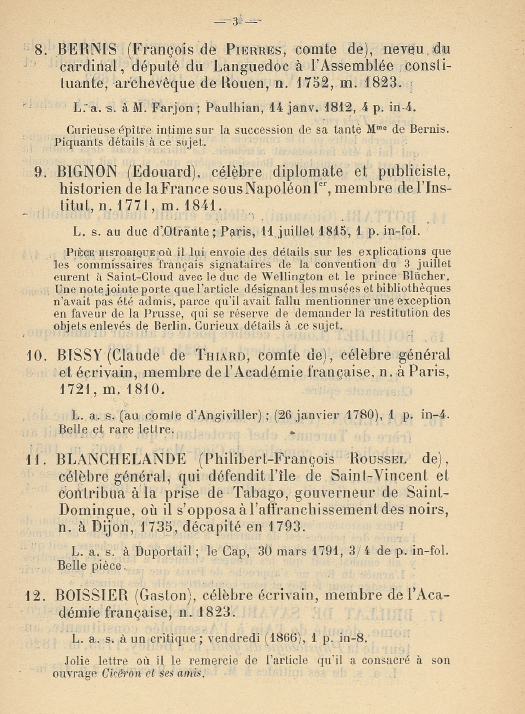 — 3 —
8. BERNIS (François de PIERRES, comte de), neveu du
cardinal, député du Languedoc à l'Assemblée consti-
tuante, archevêque de Rouen, n. 1752, m. 1823.
L. a. s. à M. Farjon; Paulhian, 14 janv. 1812, 4 p. in-4.
Curieuse épître intime sur la succession de sa tante Mme de Bernis.
Piquants détails à ce sujet.
9. BIGNON (Edouard), célèbre diplomate et publiciste,
historien de la France sous Napoléon Ier, membre de l'Ins-
titut, n. 1771, m. 1841.
L. s. au duc d'Otrante; Paris, 11 juillet 1815, 1 p. in-fol.
PIÈCE HISTORIQUE où il lui envoie des détails sur les explications que
les commissaires français signataires de la convention du 3 juillet
eurent à Saint-Cloud avec le duc de Wellington et le prince Blücher.
Une note jointe porte que l'article désignant les musées et bibliothèques
n'avait pas été admis, parce qu'il avait fallu mentionner une exception
en faveur de la Prusse, qui se réserve de demander la restitution des
objets enlevés de Berlin. Curieux détails à ce sujet.
10. BISSY (Claude de THIARD, comte de), célèbre général
et écrivain, membre de l'Académie française, n. à Paris,
1721, m. 1810.
L. a. s. (au comte d'Angiviller); (26 janvier 1780), 1 p. in-4.
Belle et rare lettre.
11. BLANCHELANDE (Philibert-François ROUSSEL de),
célèbre général, qui défendit l'île de Saint-Vincent et
contribua à la prise de Tabago, gouverneur de Saint-
Domingue, où il s'opposa à l'affranchissement des noirs,
n. à Dijon, 1735, décapité en 1793.
L. a. s. à Duportail; le Cap, 30 mars 1791, 3/4 de p. in-fol.
Belle pièce.
12. BOISSIER (Gaston), célèbre écrivain, membre de l'Aca-
démie française, n. 1823.
L. a. s. à un critique; vendredi (1866), 1 p. in-8.
Jolie lettre où il le remercie de l'article qu'il a consacré à son
ouvrage Cicéron et ses amis.